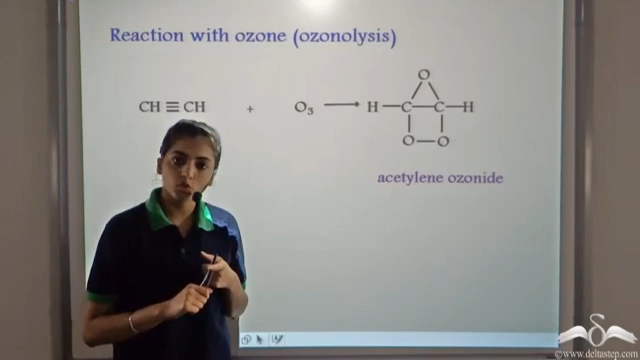 Reaction with ozone (ozonolysis)
CH ≡ CH + O₃ ⟶ H—C—C—H
O
O—O
acetylene ozonide
©www.deltastep.com